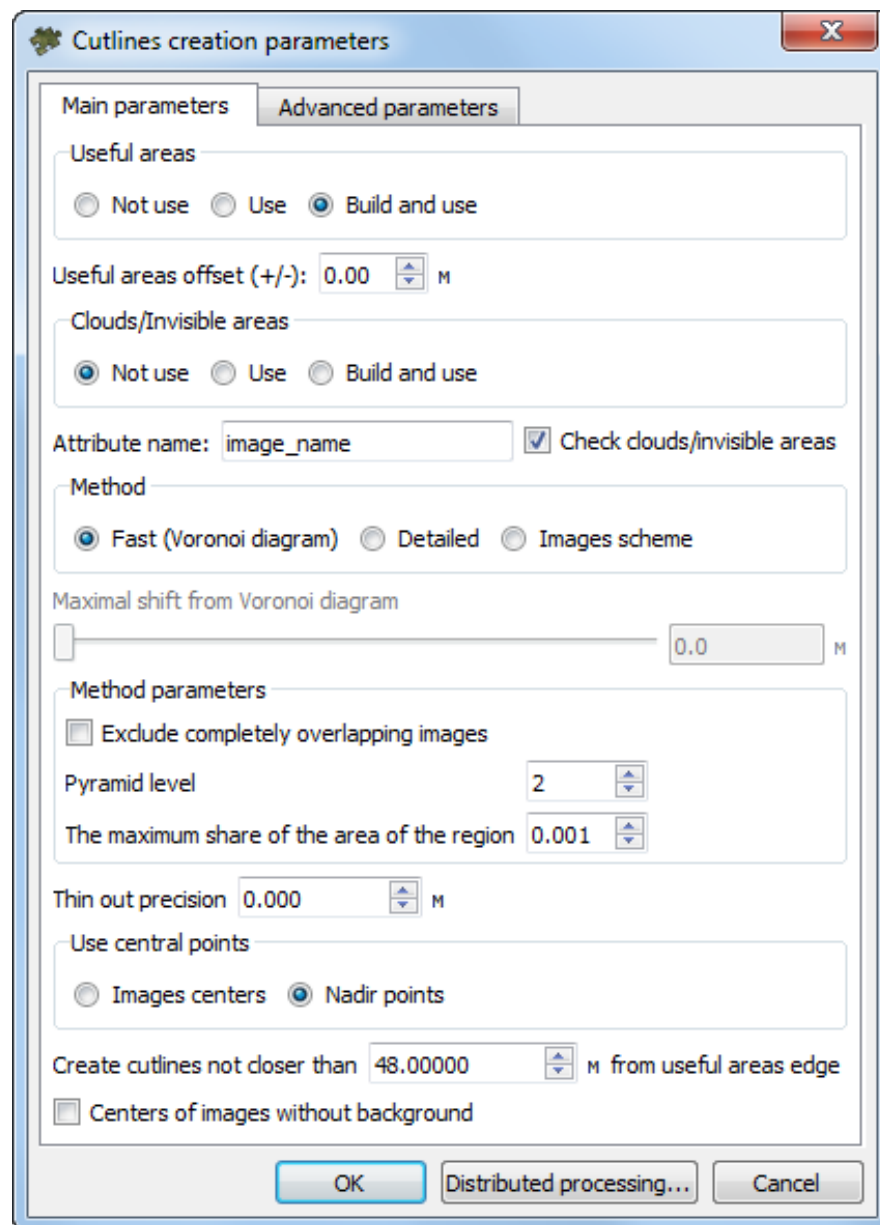 Cutlines creation parameters
Main parameters Advanced parameters
Useful areas
Not use Use Build and use
Useful areas offset (+/-): 0.00 м
Clouds/Invisible areas
Not use Use Build and use
Attribute name: image_name Check clouds/invisible areas
Method
Fast (Voronoi diagram) Detailed Images scheme
Maximal shift from Voronoi diagram
0.0 м
Method parameters
Exclude completely overlapping images
Pyramid level 2
The maximum share of the area of the region 0.001
Thin out precision 0.000 м
Use central points
Images centers Nadir points
Create cutlines not closer than 48.00000 м from useful areas edge
Centers of images without background
OK Distributed processing... Cancel